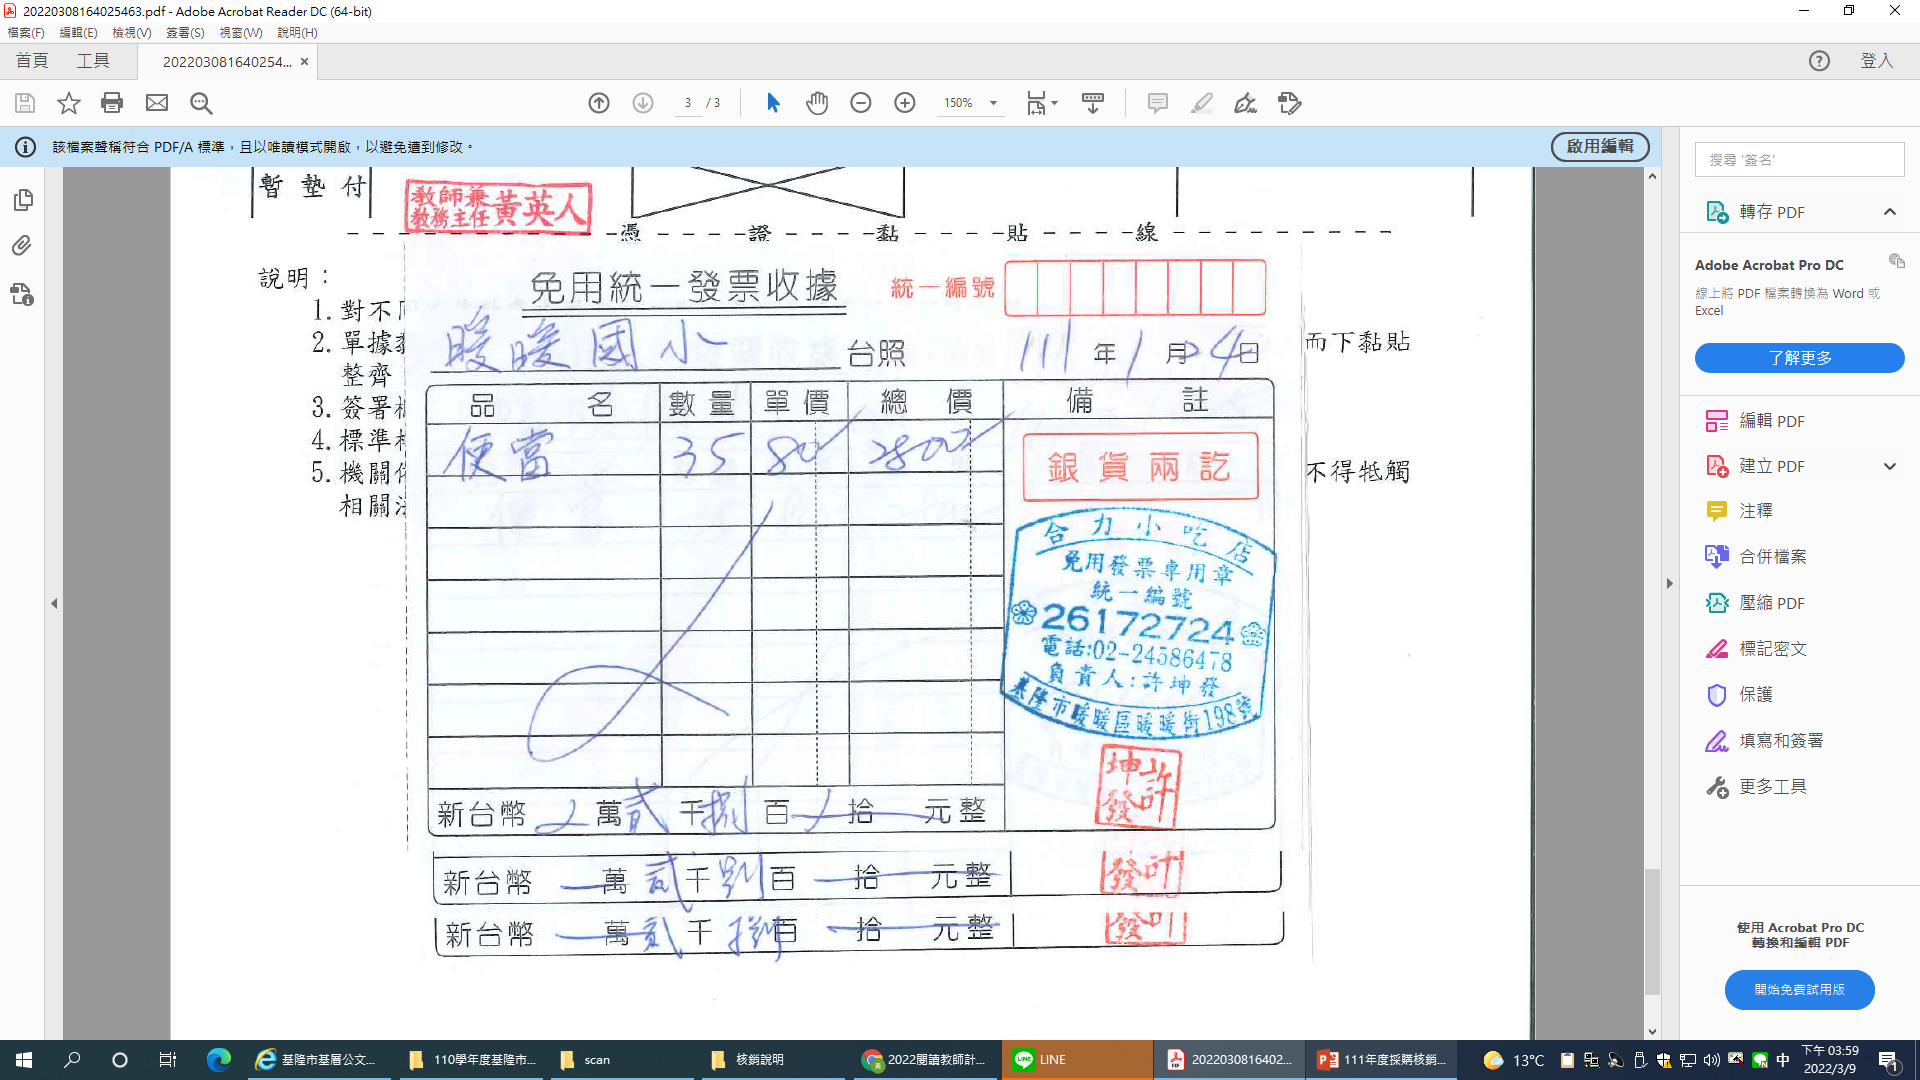 20220308164025463.pdf - Adobe Acrobat Reader DC (64-bit)
檔案(F) 編輯(E) 檢視(V) 簽署(S) 視窗(W) 說明(H)
首頁 工具 202203081640254... × 登入
3 / 3 150%
該檔案聲稱符合 PDF/A 標準，且以唯讀模式開啟，以避免遭到修改。 啟用編輯
暫墊付
教師兼
教務主任 黃英人
憑 證 黏 貼 線
說明：
免用統一發票收據 統一編號
1. 對不
2. 單據 而下黏貼
整齊
暖暖國小 台照 111年1月24日
3. 簽署
品名 數量 單價 總價 備註
4. 標準
便當 35 80 2800
5. 機關 不得牴觸
相關
銀貨兩訖
合力小吃店
免用發票專用章
統一編號
26172724
電話:02-24586478
負責人:許坤發
基隆市暖暖區暖暖街198號
許坤發
新台幣 萬貳千捌百 拾 元整
新台幣 萬貳千捌百 拾 元整
新台幣 萬貳千捌百 拾 元整
搜尋 '簽名'
轉存 PDF
Adobe Acrobat Pro DC
線上將 PDF 檔案轉換為 Word 或
Excel
了解更多
編輯 PDF
建立 PDF
注釋
合併檔案
壓縮 PDF
標記密文
保護
填寫和簽署
更多工具
使用 Acrobat Pro DC
轉換和編輯 PDF
開始免費試用版
基隆市基層公文... 110學年度基隆市... scan 核銷說明 2022閱讀教師計... LINE 2022030816402... 111年度採購核銷... 13°C 中 下午 03:59
2022/3/9 1